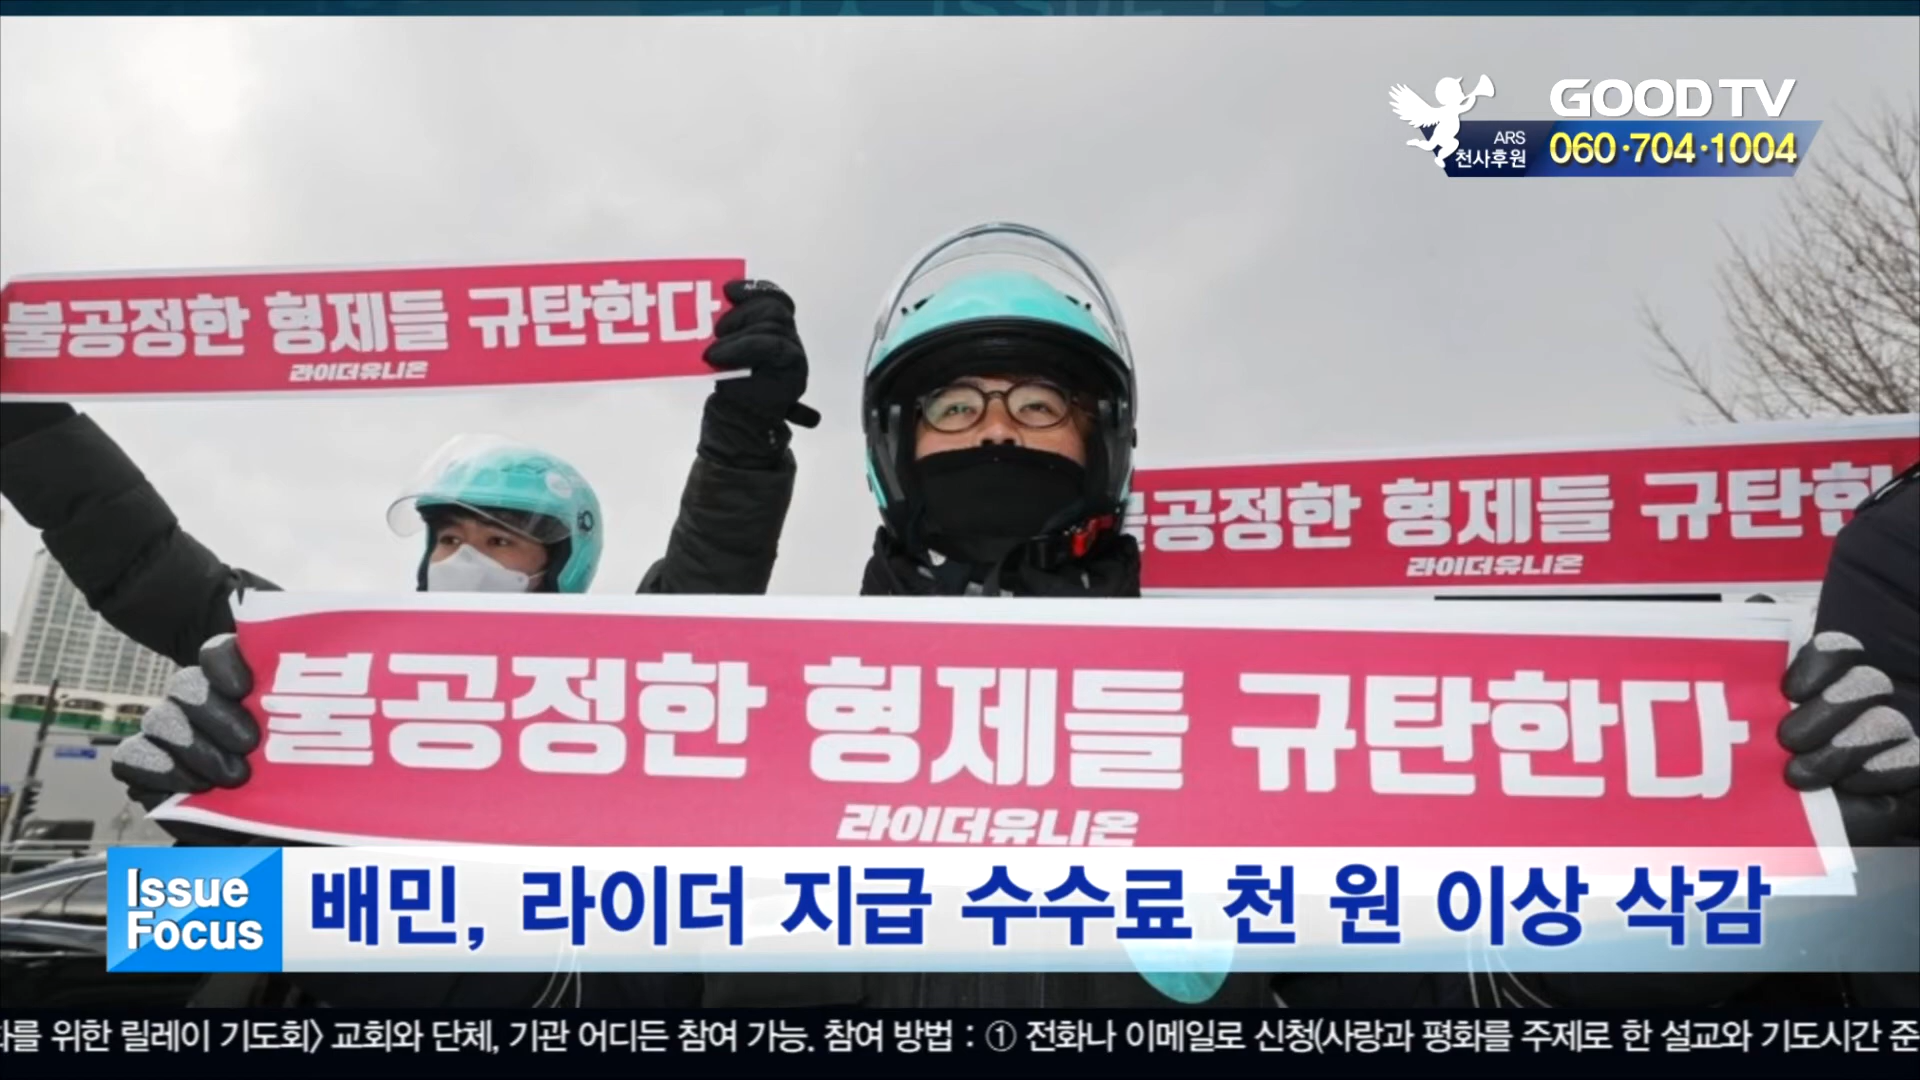 GOODTV
ARS
천사후원
060·704·1004
불공정한 형제들 규탄한다
라이더유니온
불공정한 형제들 규탄한
라이더유니온
불공정한 형제들 규탄한다
라이더유니온
Issue
Focus
배민, 라이더 지급 수수료 천 원 이상 삭감
를 위한 릴레이 기도회> 교회와 단체, 기관 어디든 참여 가능. 참여 방법 : ① 전화나 이메일로 신청(사랑과 평화를 주제로 한 설교와 기도시간 준